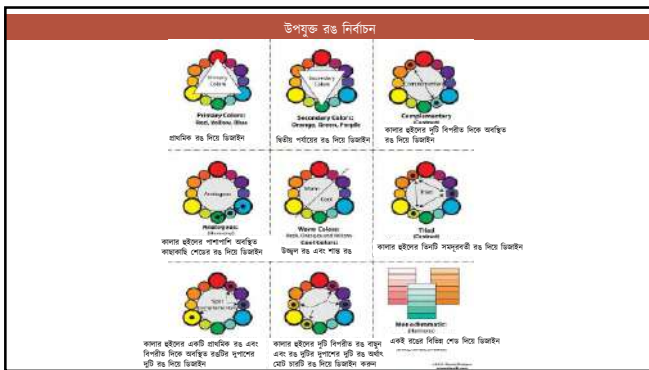 উপযুক্ত রঙ নির্বাচন
Primary
Colors
Primary Colors:
Red, Yellow, Blue
প্রাথমিক রঙ দিয়ে ডিজাইন
Secondary
Colors
Secondary Colors:
Orange, Green, Purple
দ্বিতীয় পর্যায়ের রঙ দিয়ে ডিজাইন
Complementary
Complementary
(Contrast)
কালার হুইলের দুটি বিপরীত দিকে অবস্থিত
রঙ দিয়ে ডিজাইন
Analogous
Analogous:
(Harmony)
কালার হুইলের পাশাপাশি অবস্থিত
কাছাকাছি শেডের রঙ দিয়ে ডিজাইন
Warm
Cool
Warm Colors:
Cool Colors:
উজ্জ্বল রঙ এবং শান্ত রঙ
Triad
Triad
(Contrast)
কালার হুইলের তিনটি সমদূরবর্তী রঙ দিয়ে ডিজাইন
Split
কালার হুইলের একটি প্রাথমিক রঙ এবং
বিপরীত দিকে অবস্থিত রঙটির দুপাশের
দুটি রঙ দিয়ে ডিজাইন
কালার হুইলের দুটি বিপরীত রঙ বাছুন
এবং রঙ দুটির দুপাশের দুটি রঙ অর্থাৎ
মোট চারটি রঙ দিয়ে ডিজাইন করুন
Monochromatic
(Harmony)
একই রঙের বিভিন্ন শেড দিয়ে ডিজাইন